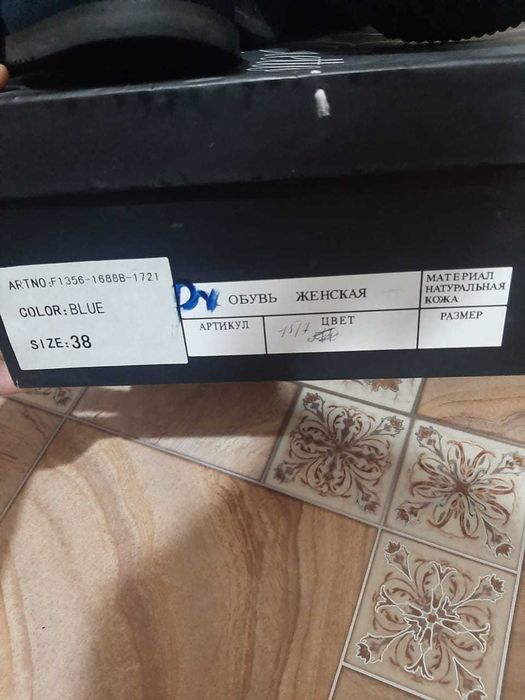 ARTNO:F1356-1688B-1721
COLOR:BLUE
SIZE:38
ОБУВЬ ЖЕНСКАЯ
МАТЕРИАЛ
НАТУРАЛЬНАЯ
КОЖА
АРТИКУЛ
ЦВЕТ
РАЗМЕР